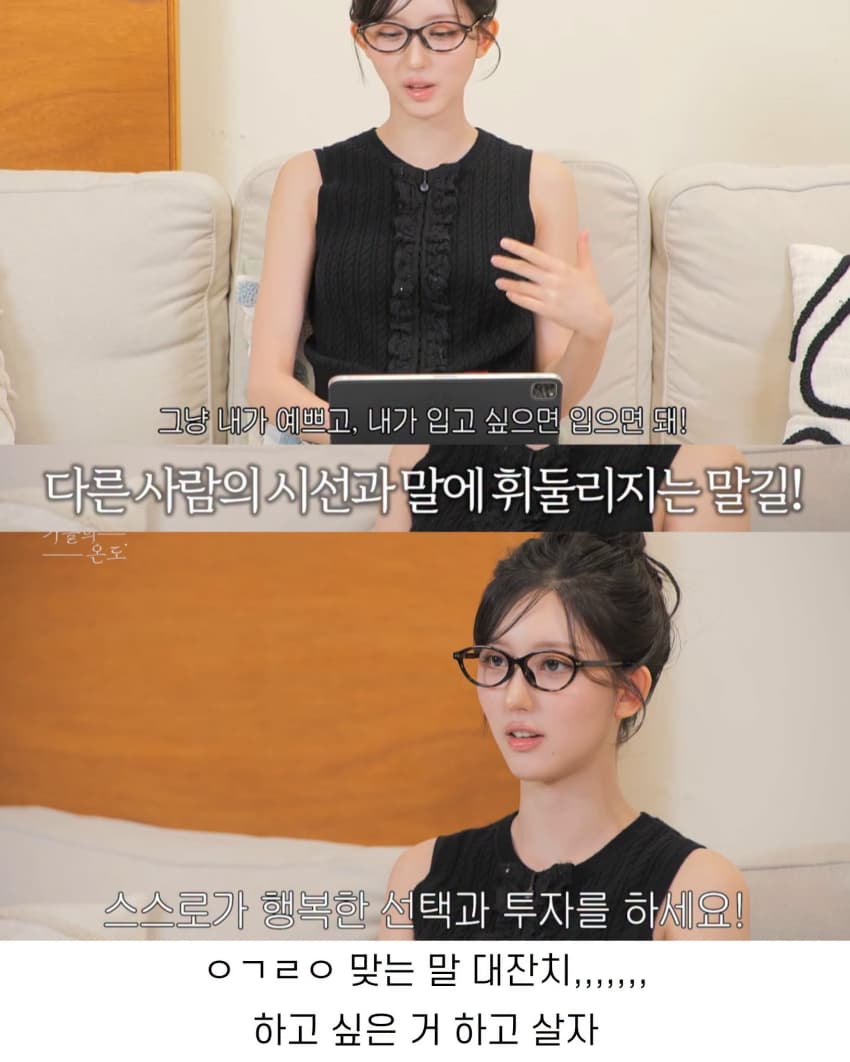 그냥 내가 예쁘고, 내가 입고 싶으면 입으면 돼!
다른 사람의 시선과 말에 휘둘리지는 말길!
온도.
스스로가 행복한 선택과 투자를 하세요!
ㅇㄱㄹㅇ 맞는 말 대잔치,,,,,,,
하고 싶은 거 하고 살자